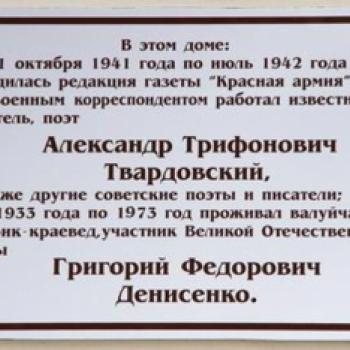 В этом доме:
1 октября 1941 года по июль 1942 года
дилась редакция газеты "Красная армия"
военным корреспондентом работал известн
тель, поэт
Александр Трифонович
Твардовский,
же другие советские поэты и писатели;
1933 года по 1973 год проживал валуйча
рик-краевед,участник Великой Отечествен
ы
Григорий Федорович
Денисенко.